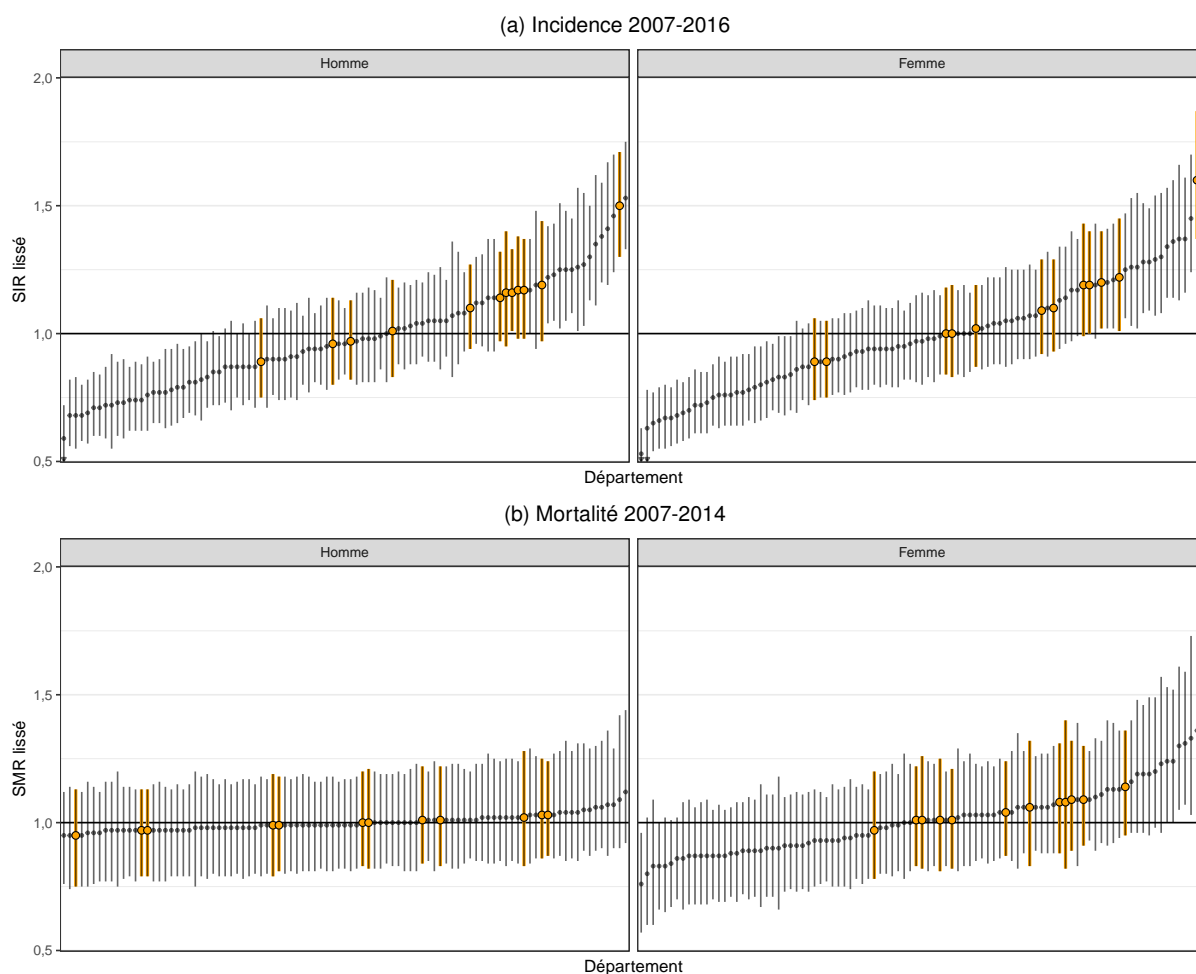 (a) Incidence 2007-2016
Homme
Femme
SIR lissé
2,0
1,5
1,0
0,5
Département
(b) Mortalité 2007-2014
Homme
Femme
SMR lissé
2,0
1,5
1,0
0,5
Département